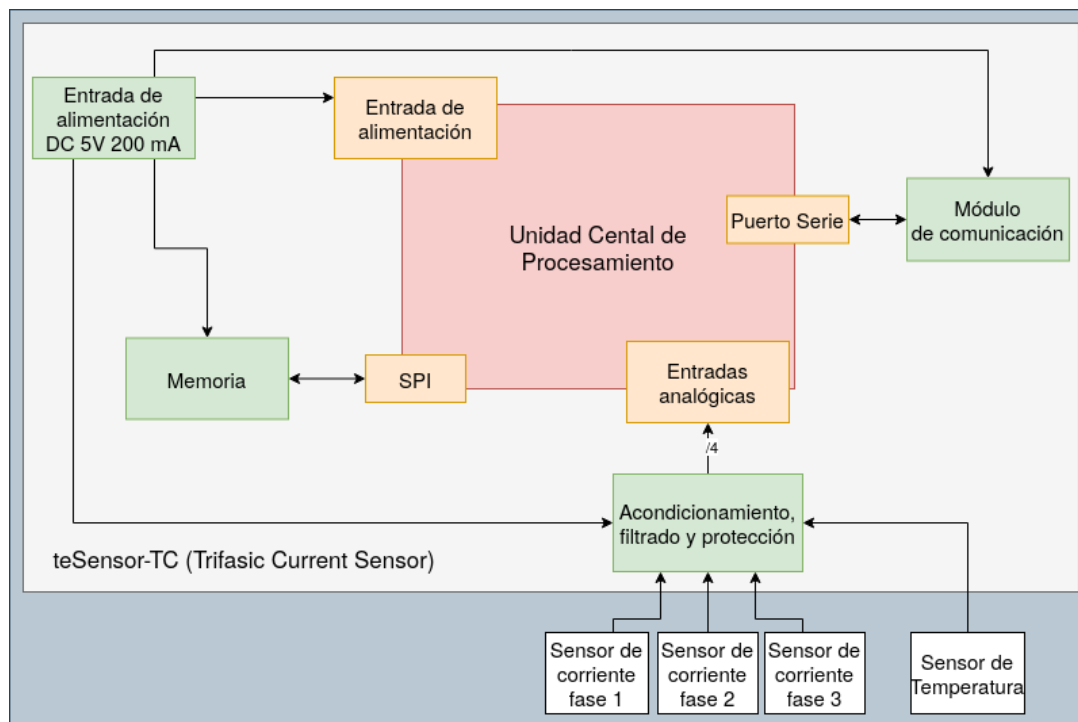 Entrada de
alimentación
DC 5V 200 mA
Entrada de
alimentación
Puerto Serie
Módulo
de comunicación
Unidad Cental de
Procesamiento
Memoria
SPI
Entradas
analógicas
/4
Acondicionamiento,
filtrado y protección
teSensor-TC (Trifasic Current Sensor)
Sensor de
corriente
fase 1
Sensor de
corriente
fase 2
Sensor de
corriente
fase 3
Sensor de
Temperatura